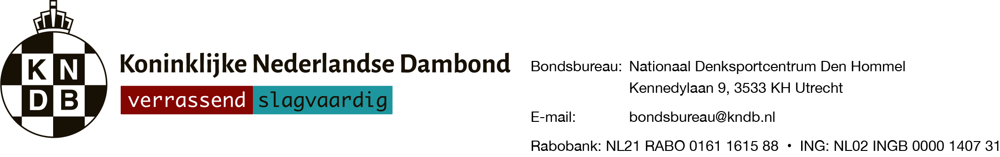 K N
D B
Koninklijke Nederlandse Dambond
verrassend slagvaardig
Bondsbureau: Nationaal Denksportcentrum Den Hommel
Kennedylaan 9, 3533 KH Utrecht
E-mail: bondsbureau@kndb.nl
Rabobank: NL21 RABO 0161 1615 88 • ING: NL02 INGB 0000 1407 31